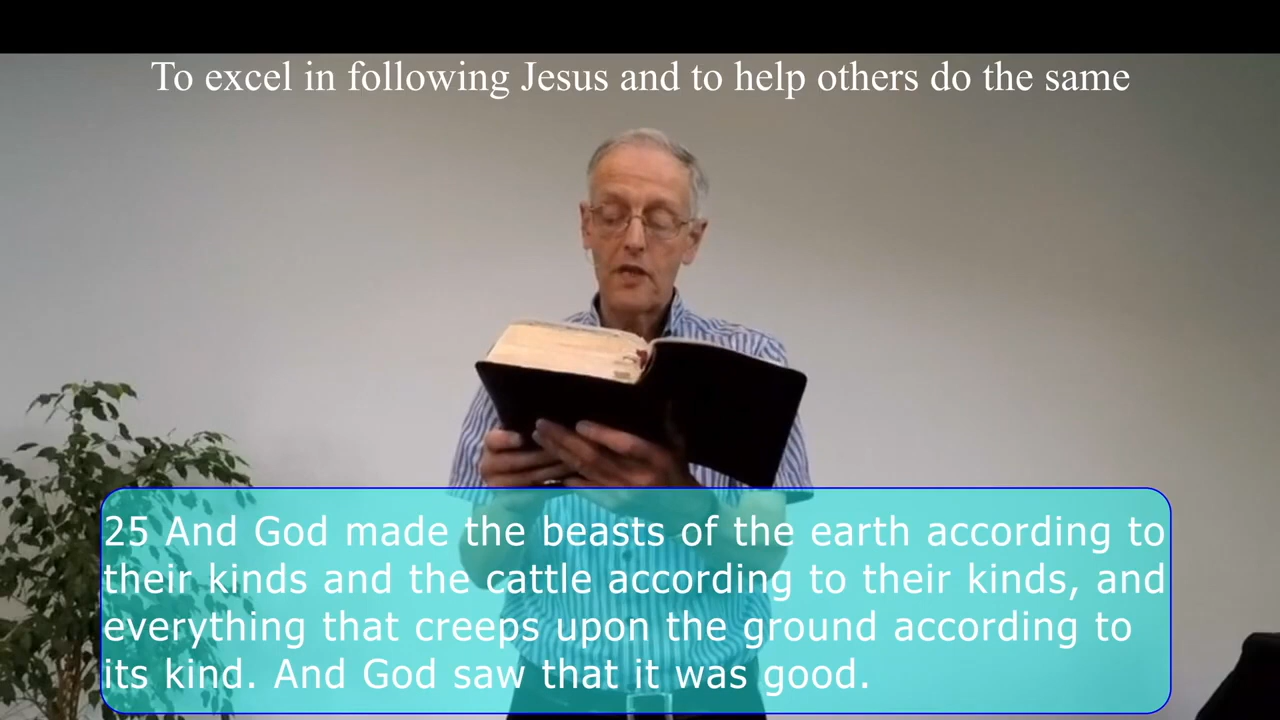 To excel in following Jesus and to help others do the same
25 And God made the beasts of the earth according to
their kinds and the cattle according to their kinds, and
everything that creeps upon the ground according to
its kind. And God saw that it was good.